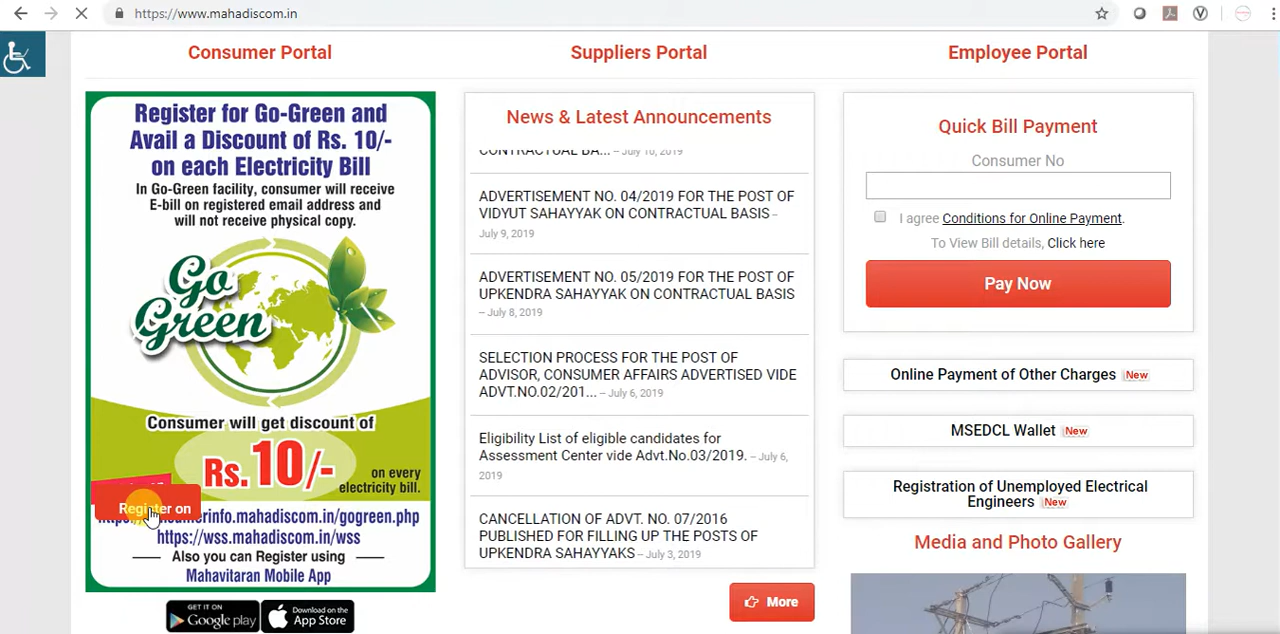 https://www.mahadiscom.in
Consumer Portal
Suppliers Portal
Employee Portal
Register for Go-Green and
Avail a Discount of Rs. 10/-
on each Electricity Bill
In Go-Green facility, consumer will receive
E-bill on registered email address and
will not receive physical copy.
Go
Green
Consumer will get discount of
Rs.10/-
on every
electricity bill.
Register on
https://consumerinfo.mahadiscom.in/gogreen.php
https://wss.mahadiscom.in/wss
Also you can Register using
Mahavitaran Mobile App
GET IT ON
Google play
Download on the
App Store
News & Latest Announcements
CONTRACTUAL BA... – July 10, 2019
ADVERTISEMENT NO. 04/2019 FOR THE POST OF
VIDYUT SAHAYYAK ON CONTRACTUAL BASIS –
July 9, 2019
ADVERTISEMENT NO. 05/2019 FOR THE POST OF
UPKENDRA SAHAYYAK ON CONTRACTUAL BASIS
– July 8, 2019
SELECTION PROCESS FOR THE POST OF
ADVISOR, CONSUMER AFFAIRS ADVERTISED VIDE
ADVT.NO.02/201... – July 6, 2019
Eligibility List of eligible candidates for
Assessment Center vide Advt.No.03/2019. – July 6,
2019
CANCELLATION OF ADVT. NO. 07/2016
PUBLISHED FOR FILLING UP THE POSTS OF
UPKENDRA SAHAYYAKS – July 3, 2019
More
Quick Bill Payment
Consumer No
I agree Conditions for Online Payment.
To View Bill details, Click here
Pay Now
Online Payment of Other Charges New
MSEDCL Wallet New
Registration of Unemployed Electrical
Engineers New
Media and Photo Gallery